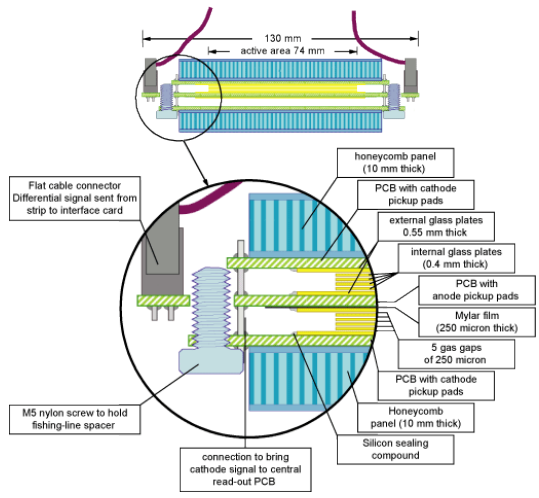 130 mm
active area 74 mm
honeycomb panel
(10 mm thick)
Flat cable connector
Differential signal sent from
strip to interface card
PCB with cathode
pickup pads
external glass plates
0.55 mm thick
internal glass plates
(0.4 mm thick)
PCB with
anode pickup pads
Mylar film
(250 micron thick)
5 gas gaps
of 250 micron
PCB with cathode
pickup pads
M5 nylon screw to hold
fishing-line spacer
Honeycomb
panel (10 mm thick)
connection to bring
cathode signal to central
read-out PCB
Silicon sealing
compound